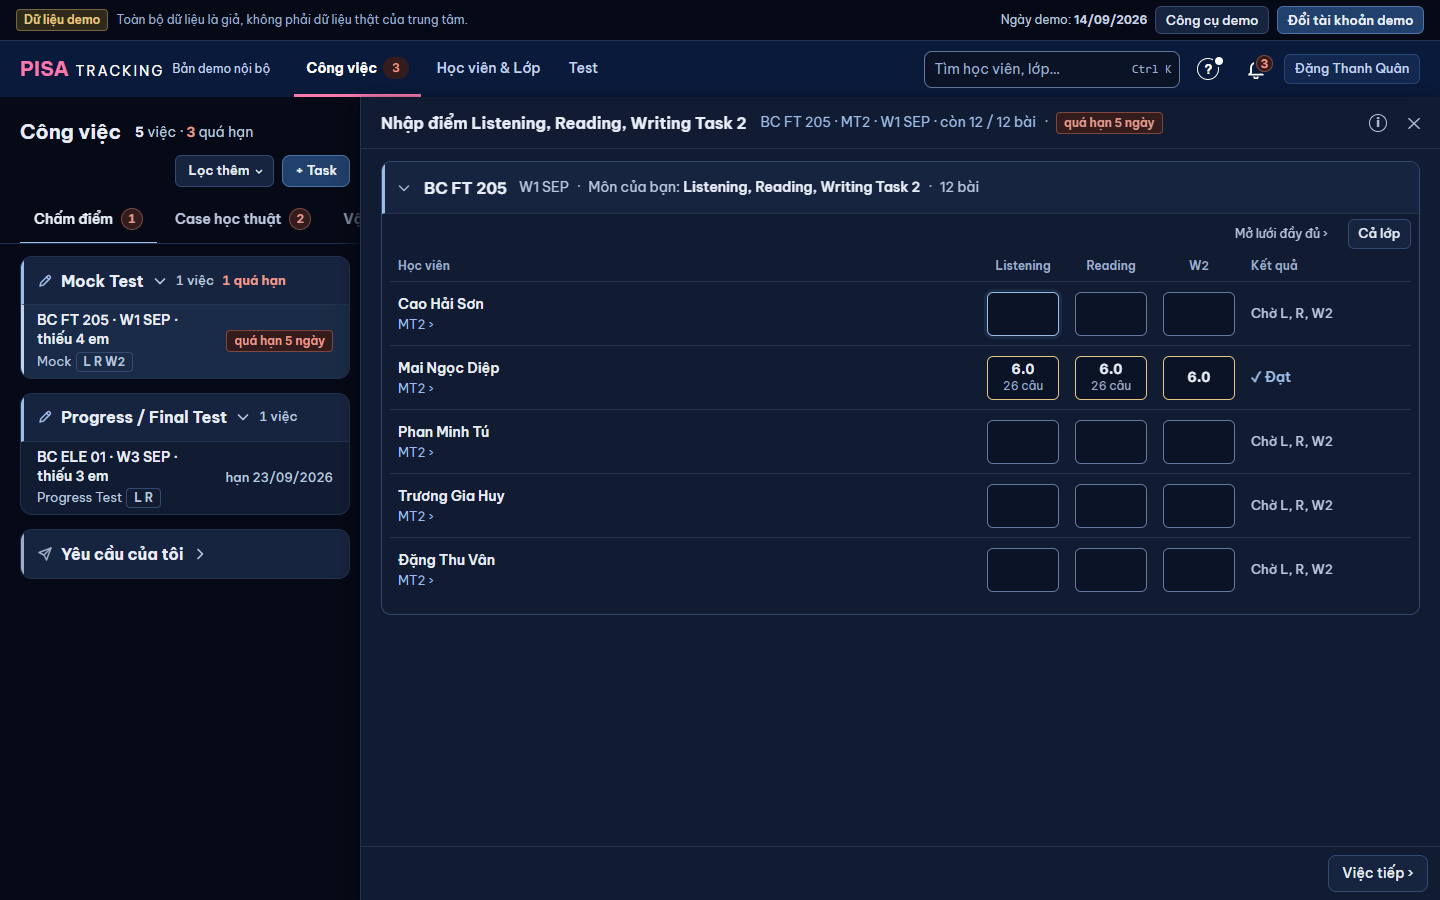 Dữ liệu demo Toàn bộ dữ liệu là giả, không phải dữ liệu thật của trung tâm. Ngày demo: 14/09/2026 Công cụ demo Đổi tài khoản demo
PISA TRACKING Bản demo nội bộ Công việc 3 Học viên & Lớp Test Tìm học viên, lớp... Ctrl K ? 3 Đặng Thanh Quân
Công việc 5 việc · 3 quá hạn
Lọc thêm + Task
Chấm điểm 1 Case học thuật 2
Mock Test 1 việc 1 quá hạn
BC FT 205 · W1 SEP ·
thiếu 4 em
quá hạn 5 ngày
Mock L R W2
Progress / Final Test 1 việc
BC ELE 01 · W3 SEP ·
thiếu 3 em
hạn 23/09/2026
Progress Test L R
Yêu cầu của tôi
Nhập điểm Listening, Reading, Writing Task 2 BC FT 205 · MT2 · W1 SEP · còn 12 / 12 bài · quá hạn 5 ngày
BC FT 205 W1 SEP · Môn của bạn: Listening, Reading, Writing Task 2 · 12 bài
Mở lưới đầy đủ › Cả lớp
Học viên Listening Reading W2 Kết quả
Cao Hải Sơn
MT2 ›
Chờ L, R, W2
Mai Ngọc Diệp
MT2 ›
6.0 6.0 6.0 ✓ Đạt
26 câu 26 câu
Phan Minh Tú
MT2 ›
Chờ L, R, W2
Trương Gia Huy
MT2 ›
Chờ L, R, W2
Đặng Thu Vân
MT2 ›
Chờ L, R, W2
Việc tiếp ›